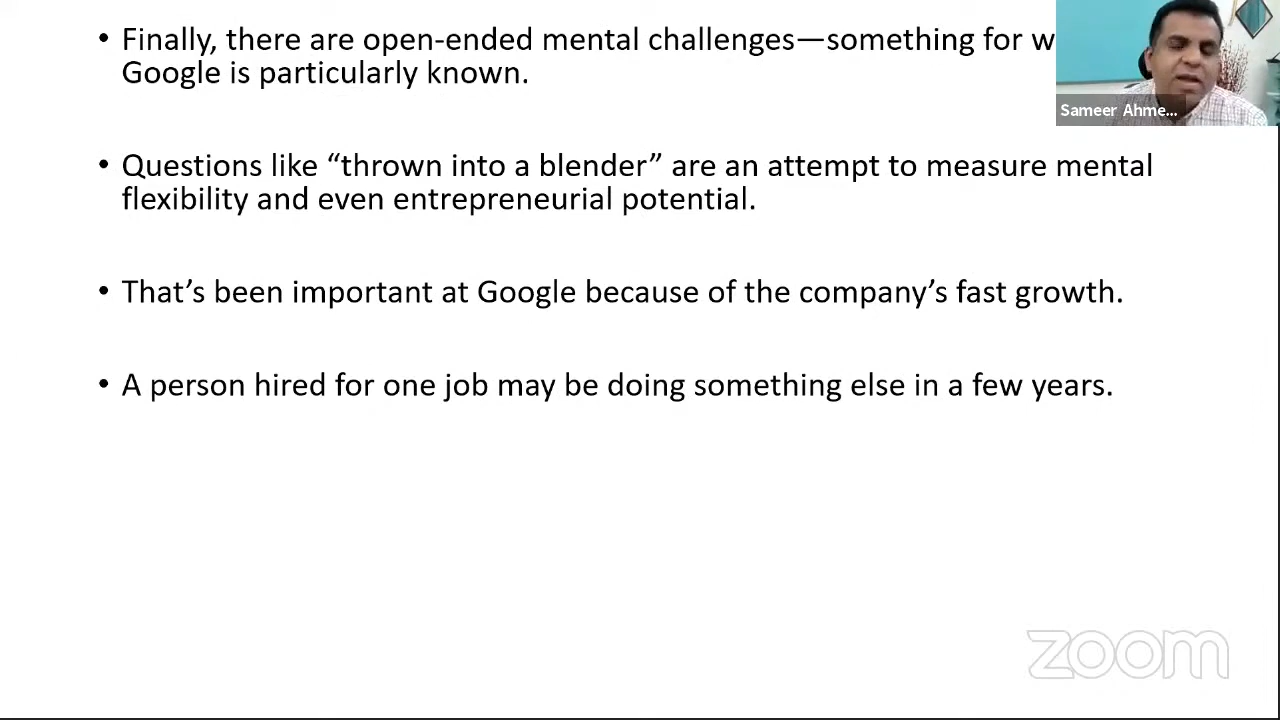 • Finally, there are open-ended mental challenges—something for w
Google is particularly known.
• Questions like “thrown into a blender” are an attempt to measure mental
flexibility and even entrepreneurial potential.
• That’s been important at Google because of the company’s fast growth.
• A person hired for one job may be doing something else in a few years.
Sameer Ahme...
zoom